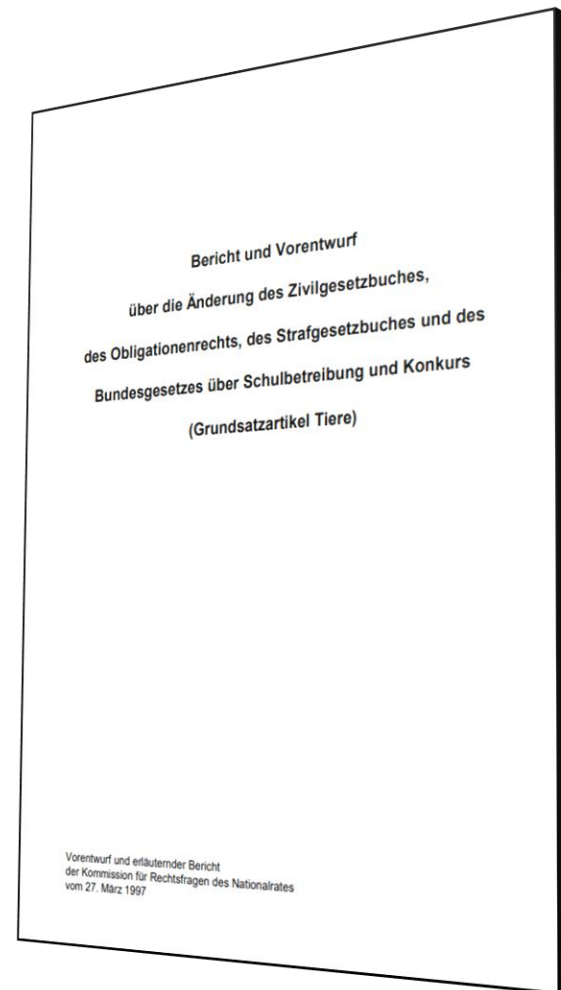 Bericht und Vorentwurf
über die Änderung des Zivilgesetzbuches,
des Obligationenrechts, des Strafgesetzbuches und des
Bundesgesetzes über Schulbetreibung und Konkurs
(Grundsatzartikel Tiere)
Vorentwurf und erläuternder Bericht
der Kommission für Rechtsfragen des Nationalrates
vom 27. März 1997